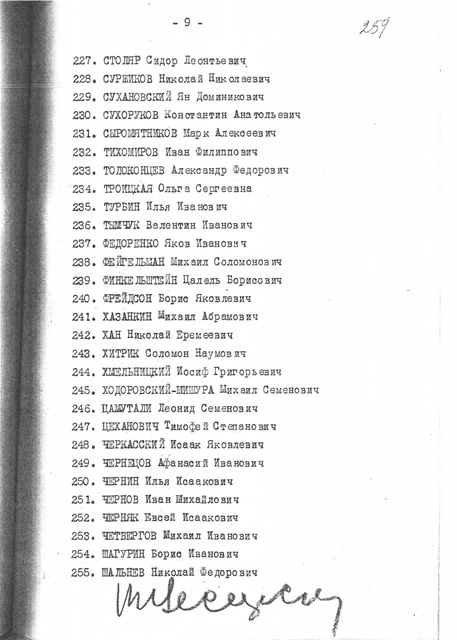 - 9 -
259
227. СТОЛЯР Сидор Леонтьевич
228. СУРЖИКОВ Николай Николаевич
229. СУХАНОВСКИЙ Ян Доминикович
230. СУХОРУКОВ Константин Анатольевич
231. СЫРОМЯТНИКОВ Марк Алексеевич
232. ТИХОМИРОВ Иван Филиппович
233. ТОЛОКОНЦЕВ Александр Федорович
234. ТРОИЦКАЯ Ольга Сергеевна
235. ТУРБИН Илья Иванович
236. ТЫМЧУК Валентин Иванович
237. ФЕДОРЕНКО Яков Иванович
238. ФЕЙГЕЛЬМАН Михаил Соломонович
239. ФИНКЕЛЬШТЕЙН Цалель Борисович
240. ФРЕЙДСОН Борис Яковлевич
241. ХАЗАНКИН Михаил Абрамович
242. ХАН Николай Еремеевич
243. ХИТРИК Соломон Наумович
244. ХМЕЛЬНИЦКИЙ Иосиф Григорьевич
245. ХОДОРОВСКИЙ-МИШУРА Михаил Семенович
246. ЦАМУТАЛИ Леонид Семенович
247. ЦЕХАНОВИЧ Тимофей Степанович
248. ЧЕРКАССКИЙ Исаак Яковлевич
249. ЧЕРНЕЦОВ Афанасий Иванович
250. ЧЕРНИН Илья Исаакович
251. ЧЕРНОВ Иван Михайлович
252. ЧЕРНЯК Евсей Исаакович
253. ЧЕТВЕРГОВ Михаил Иванович
254. ШАГУРИН Борис Иванович
255. ШАЛЬНЕВ Николай Федорович